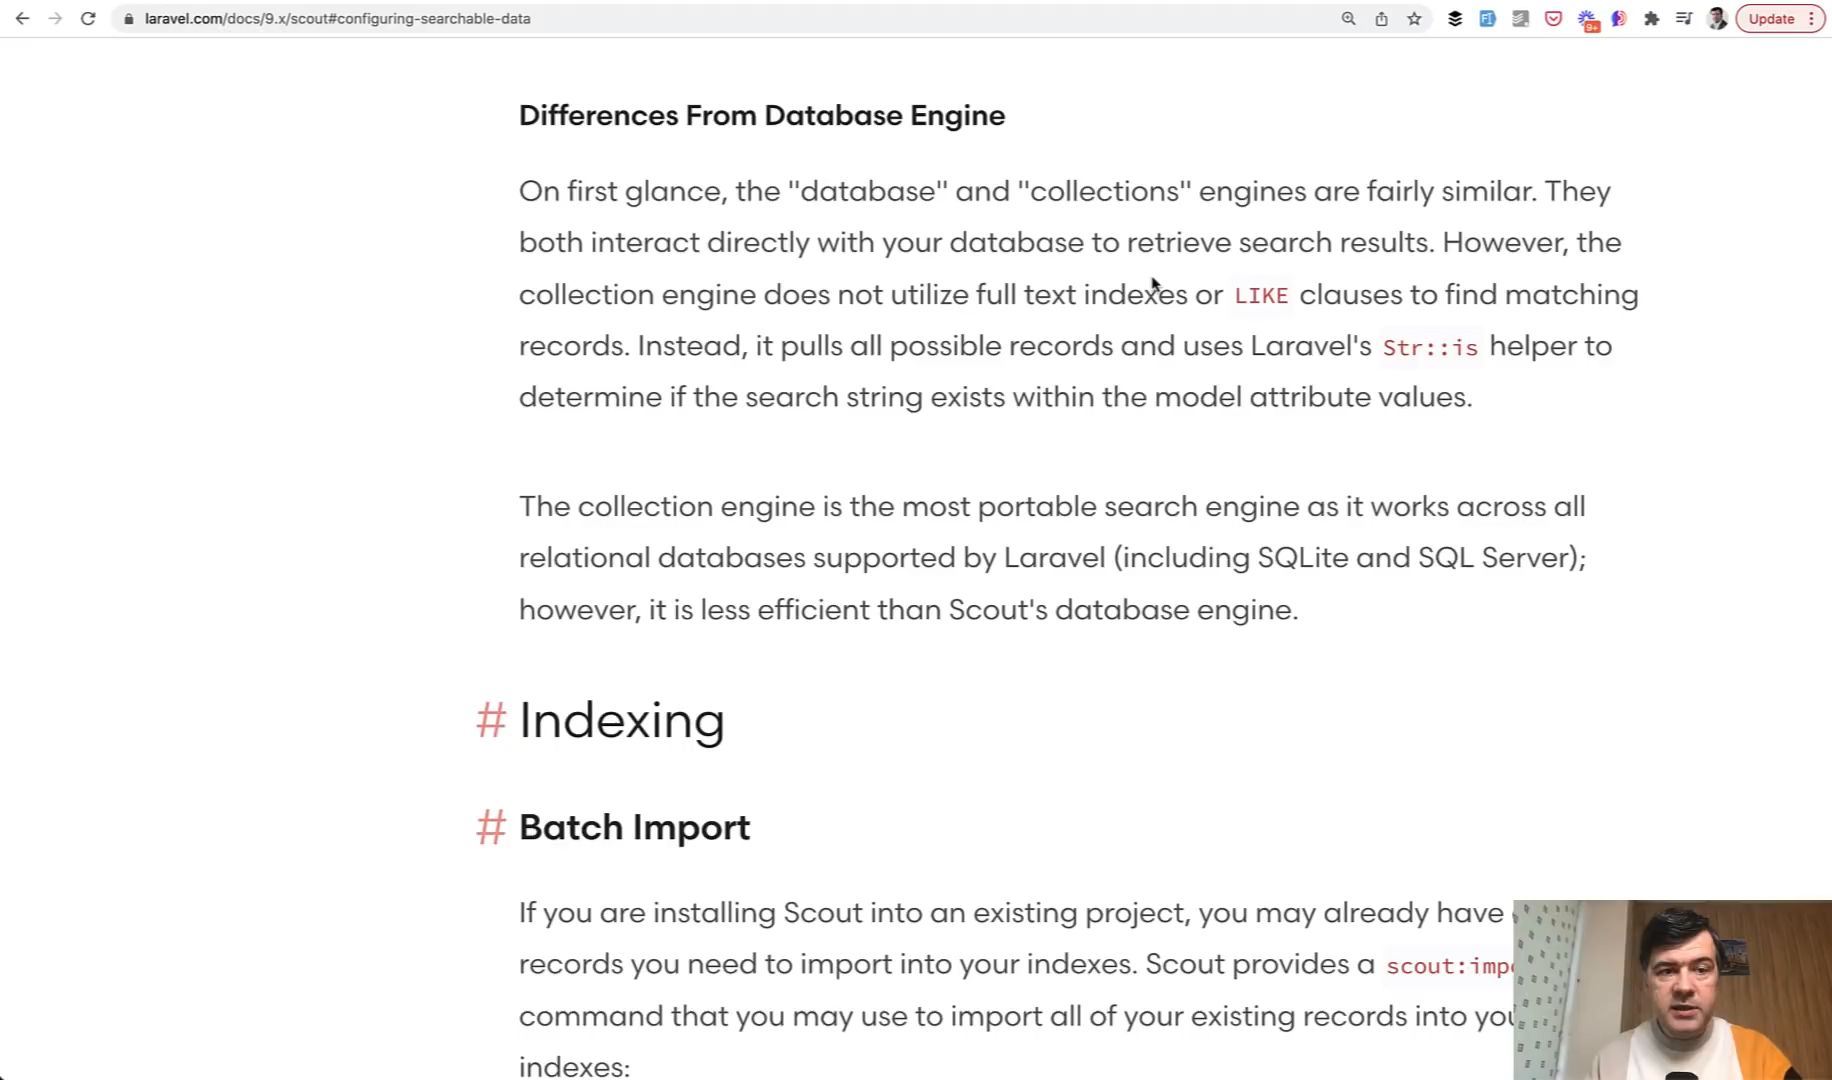 laravel.com/docs/9.x/scout#configuring-searchable-data
9+
Update
Differences From Database Engine
On first glance, the "database" and "collections" engines are fairly similar. They
both interact directly with your database to retrieve search results. However, the
collection engine does not utilize full text indexes or LIKE clauses to find matching
records. Instead, it pulls all possible records and uses Laravel's Str::is helper to
determine if the search string exists within the model attribute values.
The collection engine is the most portable search engine as it works across all
relational databases supported by Laravel (including SQLite and SQL Server);
however, it is less efficient than Scout's database engine.
# Indexing
# Batch Import
If you are installing Scout into an existing project, you may already have
records you need to import into your indexes. Scout provides a scout:imp
command that you may use to import all of your existing records into you
indexes: